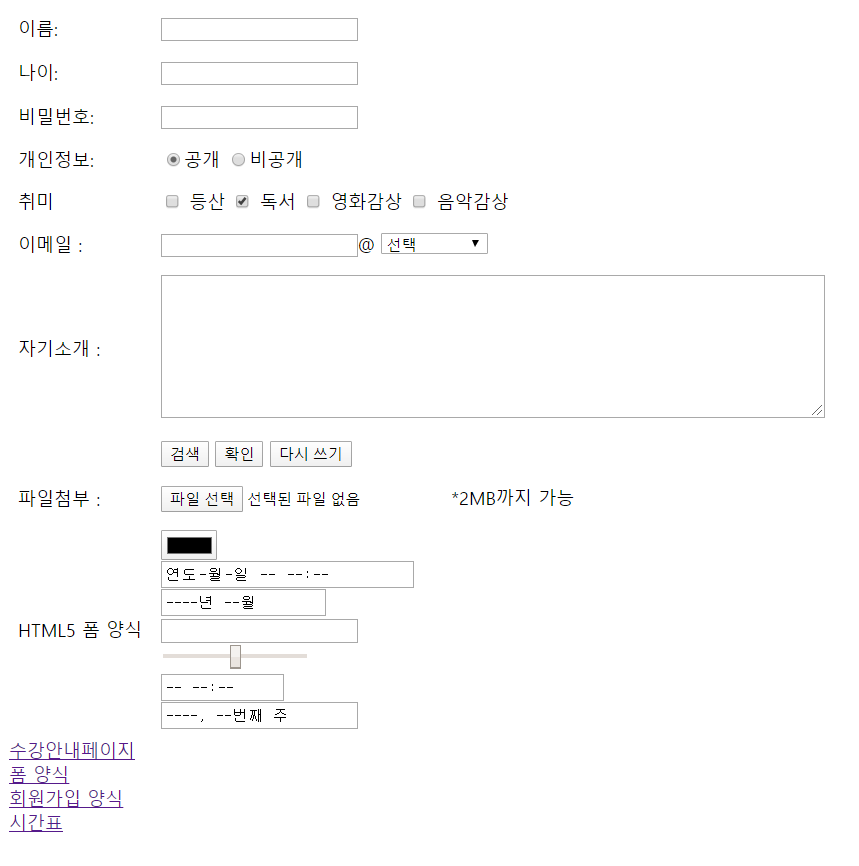 이름:
나이:
비밀번호:
개인정보: 공개 비공개
취미 등산 독서 영화감상 음악감상
이메일 : @ 선택
자기소개 :
검색 확인 다시 쓰기
파일첨부 : 파일 선택 선택된 파일 없음 *2MB까지 가능
연도-월-일 -- --:--
----년 --월
HTML5 폼 양식
-- --:--
----, --번째 주
수강안내페이지
폼 양식
회원가입 양식
시간표